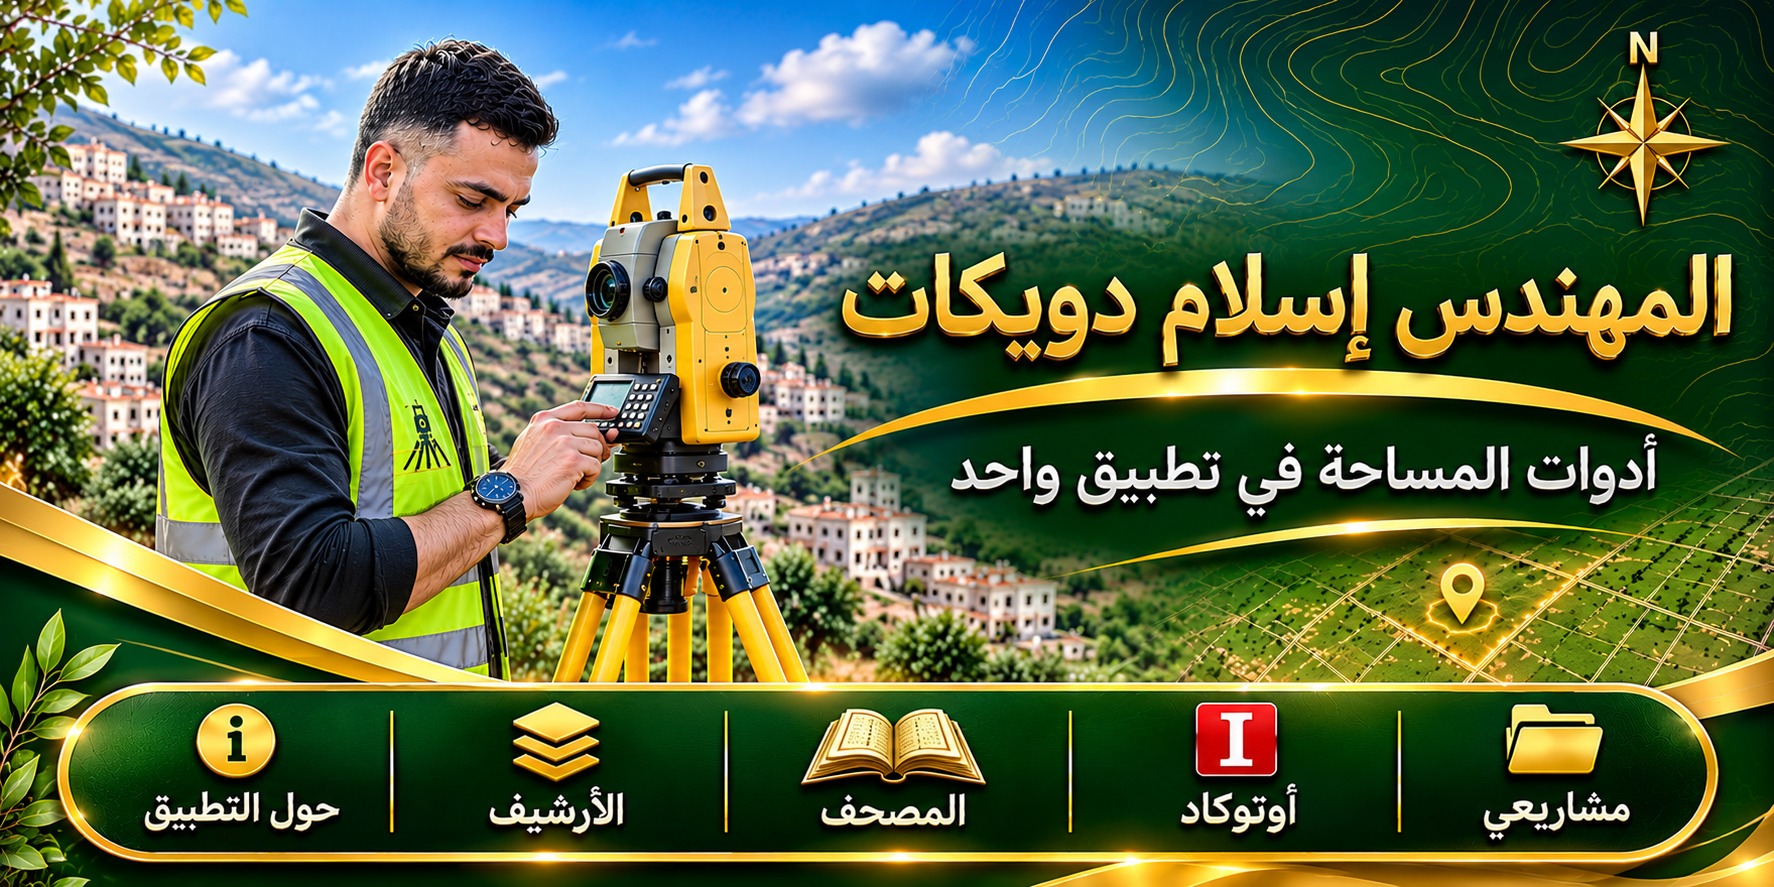 N
المهندس إسلام دويكات
أدوات المساحة في تطبيق واحد
I
مشاريعي
أوتوكاد
المصحف
الأرشيف
i
حول التطبيق